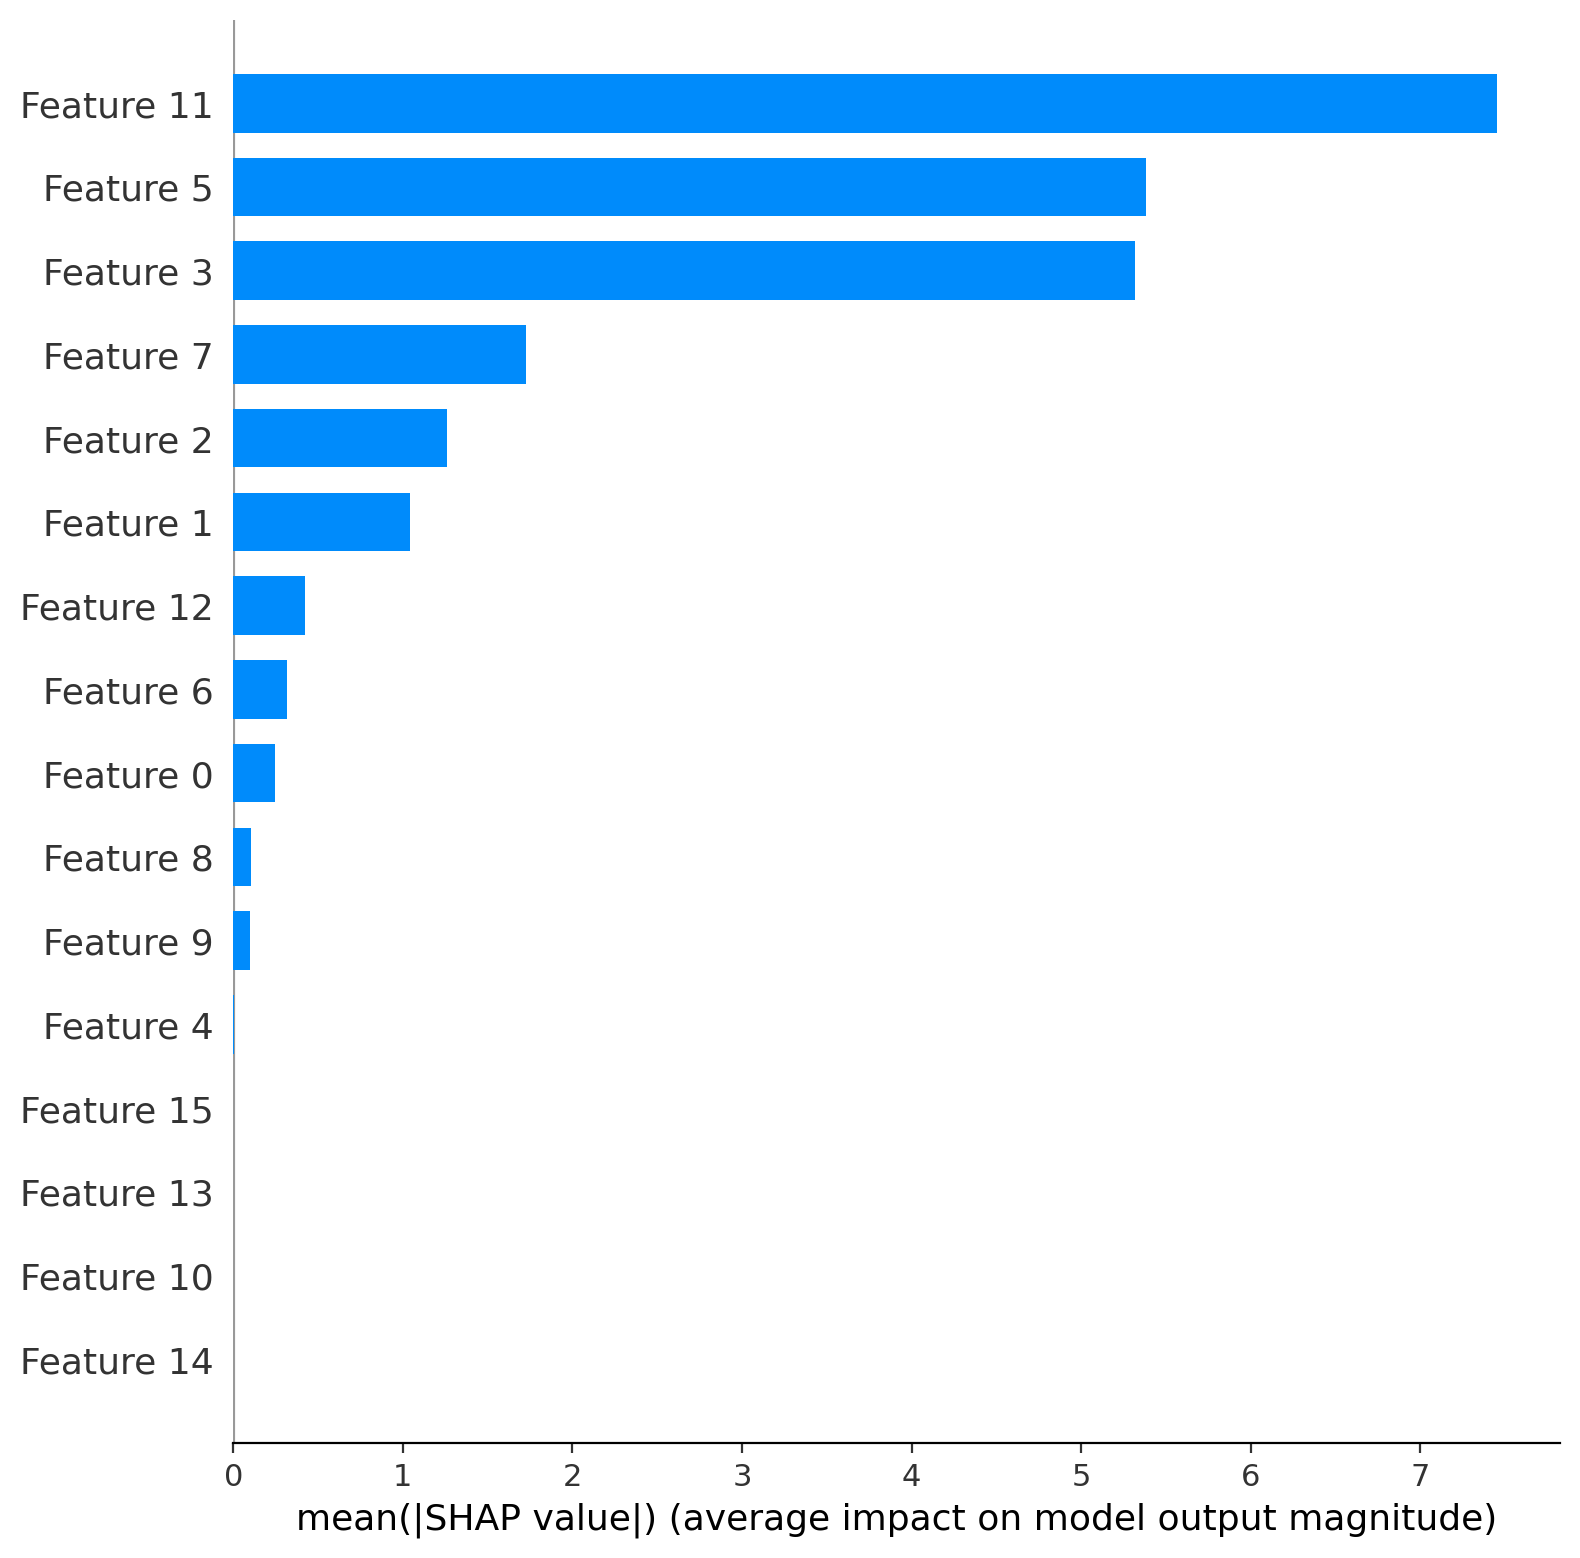 Feature 11
Feature 5
Feature 3
Feature 7
Feature 2
Feature 1
Feature 12
Feature 6
Feature 0
Feature 8
Feature 9
Feature 4
Feature 15
Feature 13
Feature 10
Feature 14
0 1 2 3 4 5 6 7
mean(|SHAP value|) (average impact on model output magnitude)